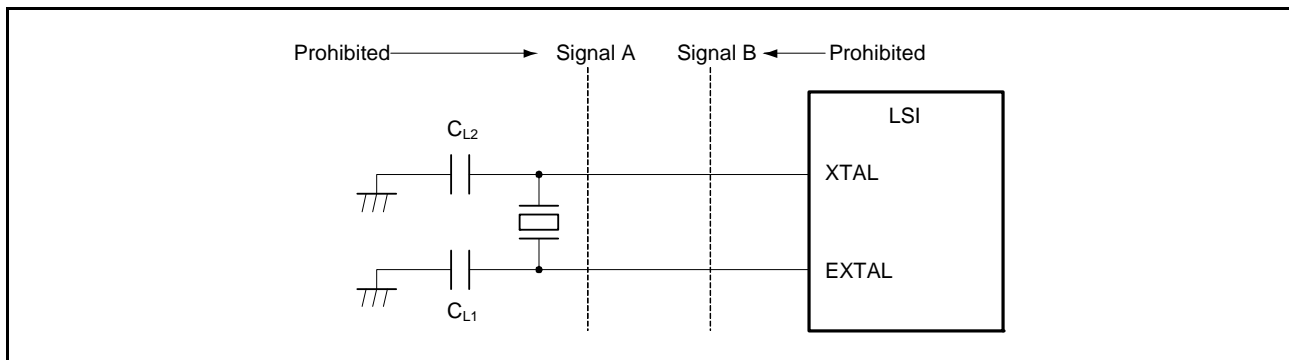 Prohibited Signal A Signal B Prohibited
LSI
CL2
XTAL
EXTAL
CL1